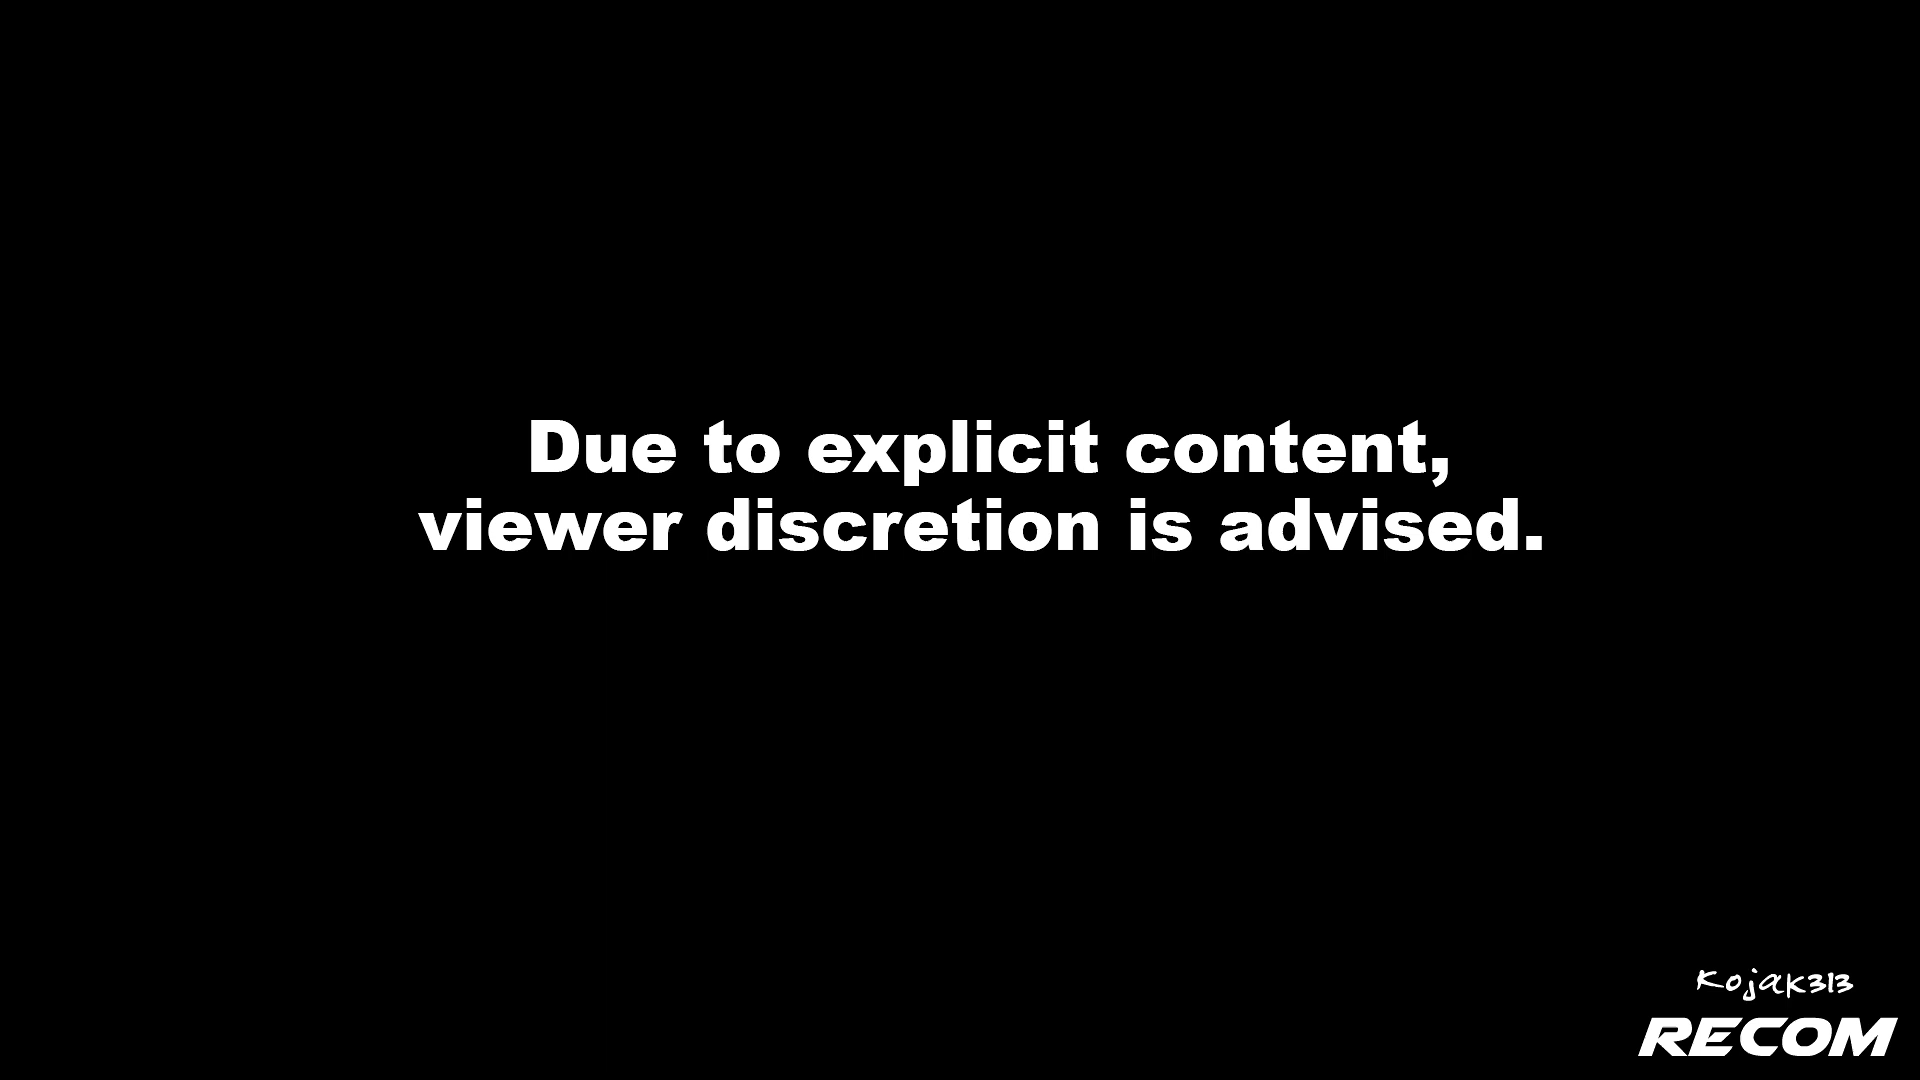 Due to explicit content,
viewer discretion is advised.
Kojak313
RECOM